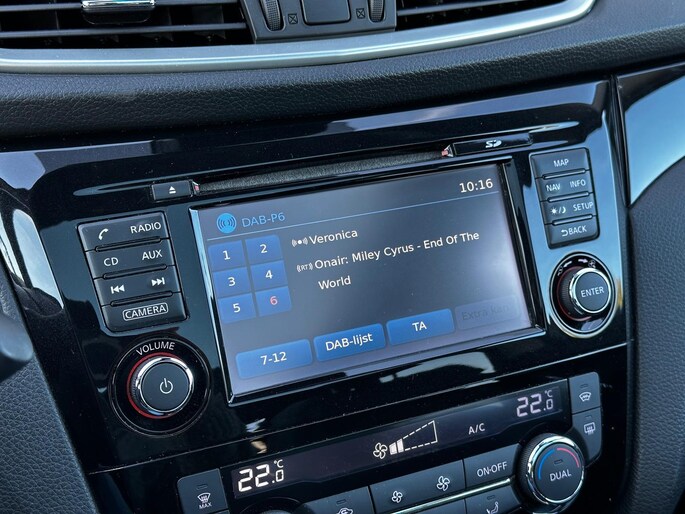 SD
MAP
NAV INFO
SETUP
BACK
RADIO
CD AUX
CAMERA
VOLUME
ENTER
DAB-P6 10:16
1 2 Veronica
3 4 (RT) Onair: Miley Cyrus - End Of The
World
5 6
7-12 DAB-lijst TA
22.0 °C A/C 22.0 °C
MAX ON·OFF DUAL